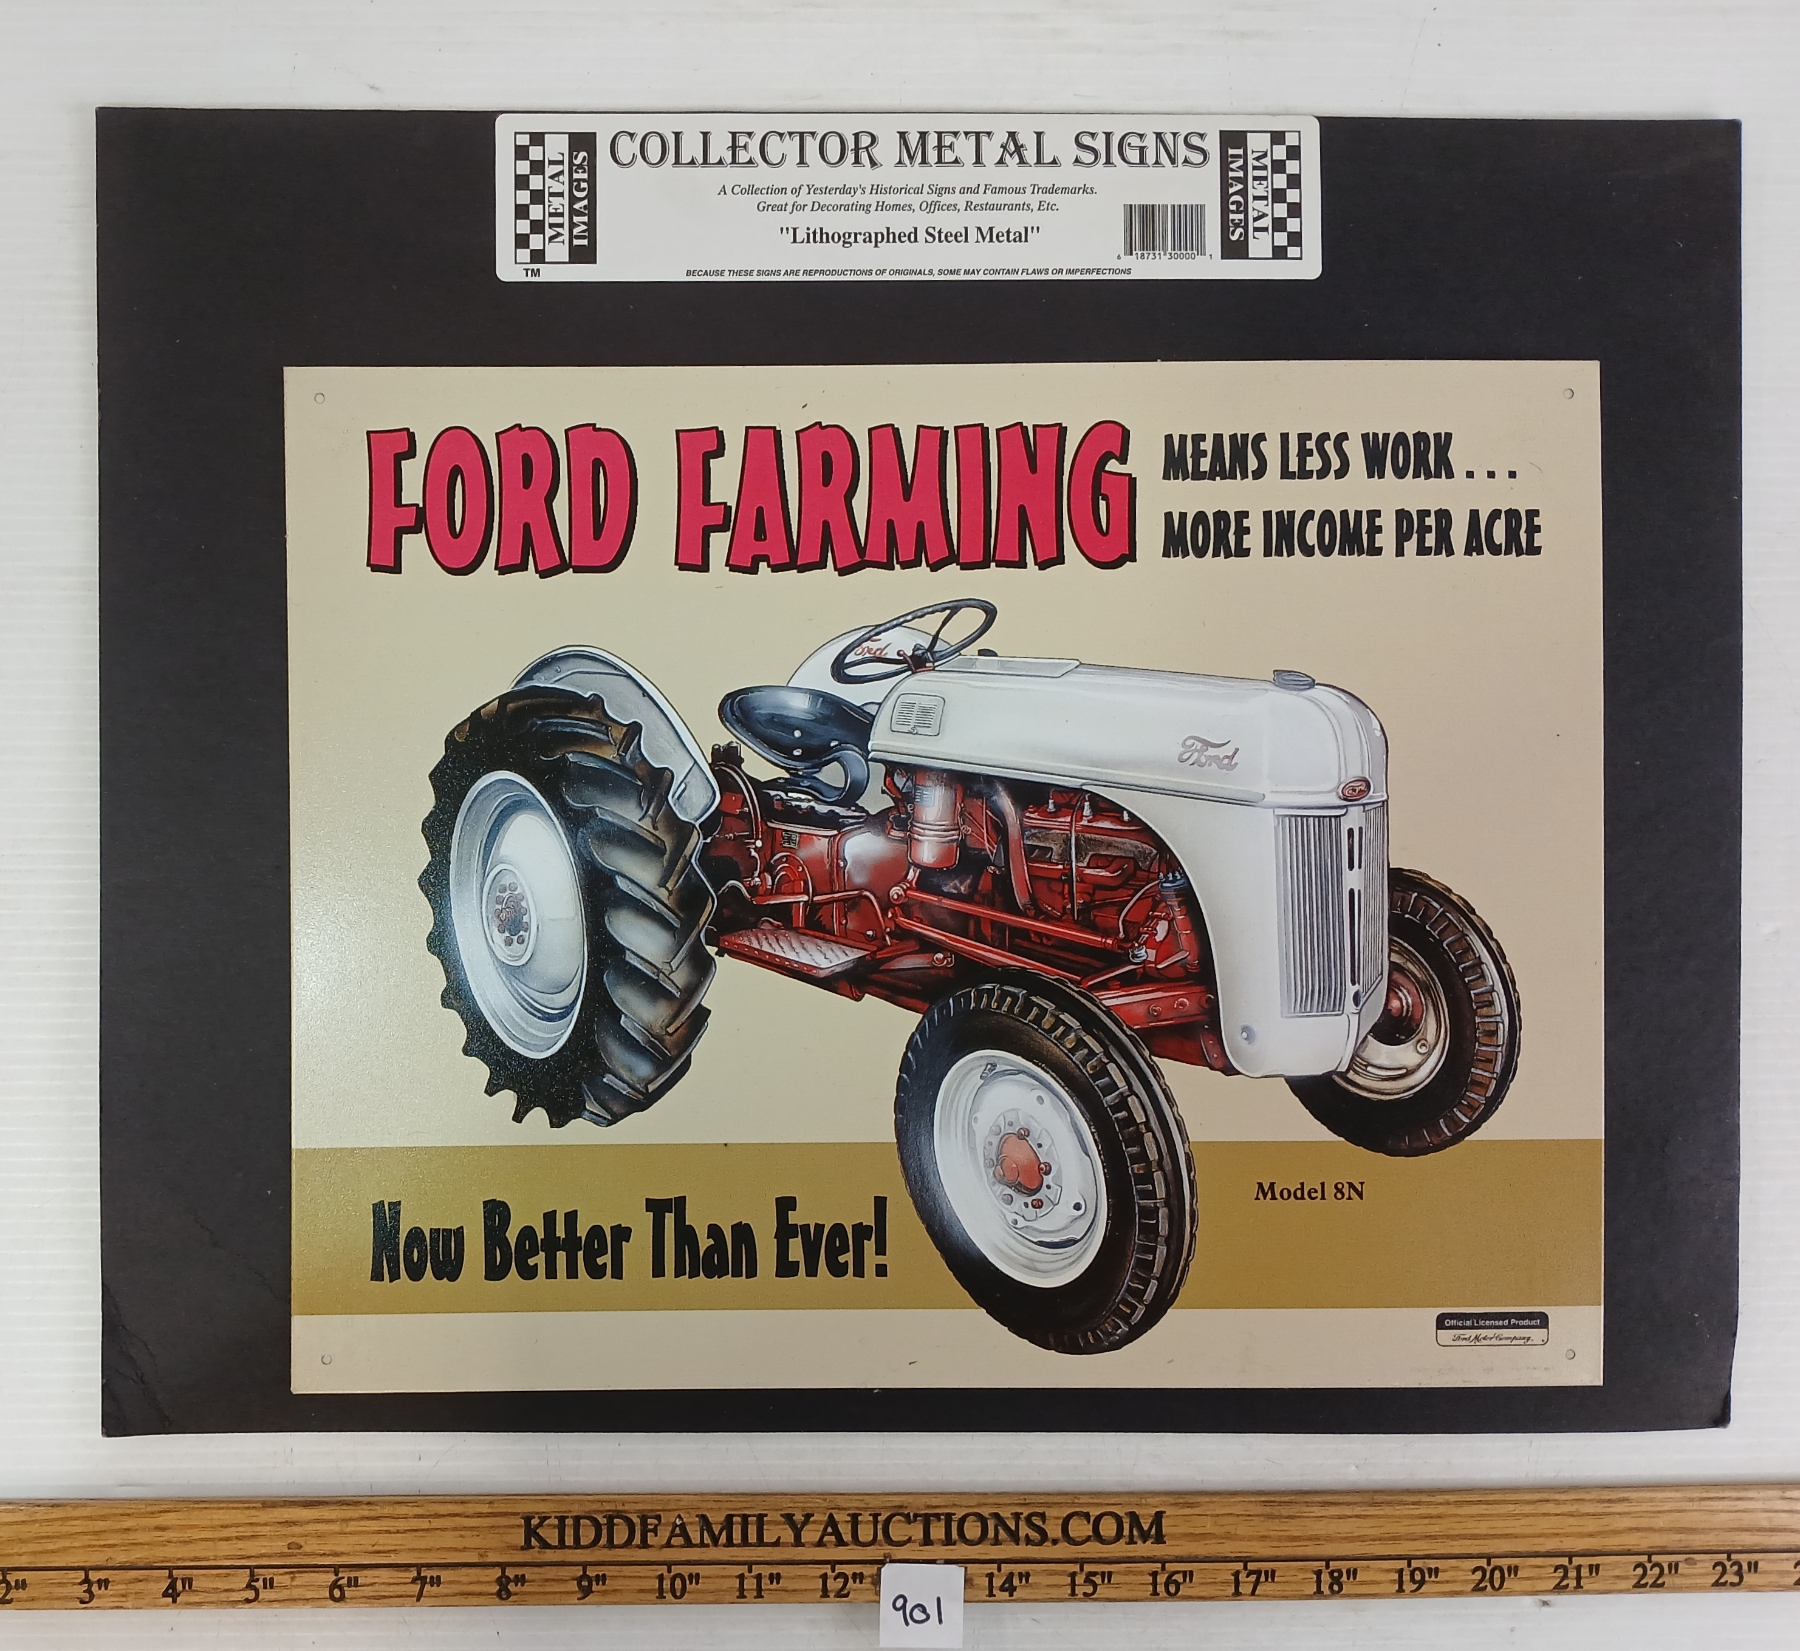 COLLECTOR METAL SIGNS
METAL IMAGES
METAL IMAGES
A Collection of Yesterday's Historical Signs and Famous Trademarks.
Great for Decorating Homes, Offices, Restaurants, Etc.
"Lithographed Steel Metal"
6 18731 30000 1
TM
BECAUSE THESE SIGNS ARE REPRODUCTIONS OF ORIGINALS, SOME MAY CONTAIN FLAWS OR IMPERFECTIONS
FORD FARMING
MEANS LESS WORK...
MORE INCOME PER ACRE
Ford
Ford
Model 8N
Now Better Than Ever!
Official Licensed Product
Ford Motor Company
KIDDFAMILYAUCTIONS.COM
2" 3" 4" 5" 6" 7" 8" 9" 10" 11" 12" 14" 15" 16" 17" 18" 19" 20" 21" 22" 23"
901